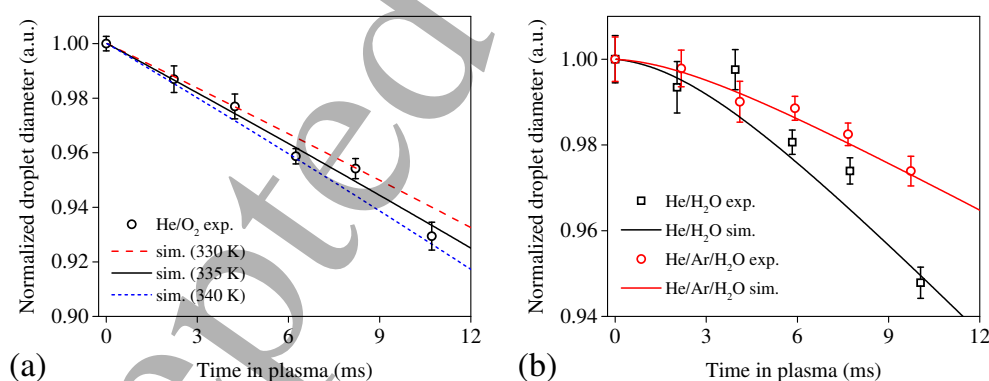 1.00
0.98
0.96
0.94
0.92
0.90
0
3
6
9
12
Normalized droplet diameter (a.u.)
Time in plasma (ms)
He/O2 exp.
sim. (330 K)
sim. (335 K)
sim. (340 K)
(a)
1.00
0.98
0.96
0.94
0
3
6
9
12
Normalized droplet diameter (a.u.)
Time in plasma (ms)
He/H2O exp.
He/H2O sim.
He/Ar/H2O exp.
He/Ar/H2O sim.
(b)
epted